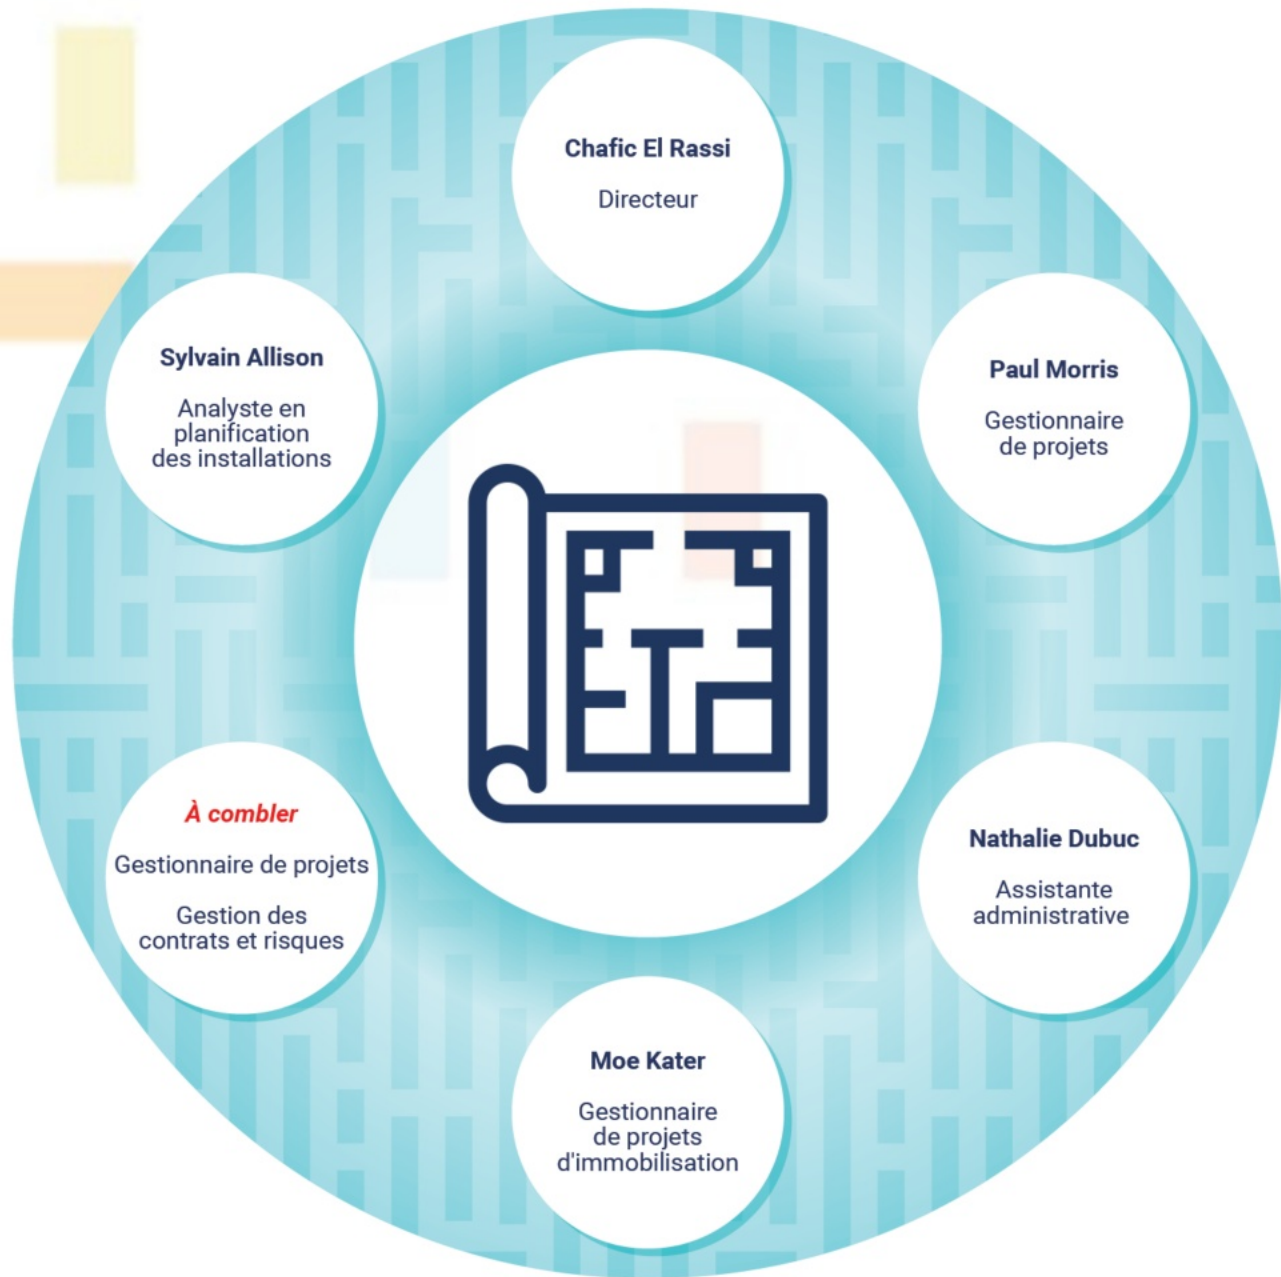 Chafic El Rassi
Directeur
Paul Morris
Gestionnaire
de projets
Nathalie Dubuc
Assistante
administrative
Moe Kater
Gestionnaire
de projets
d'immobilisation
À combler
Gestionnaire de projets
Gestion des
contrats et risques
Sylvain Allison
Analyste en
planification
des installations